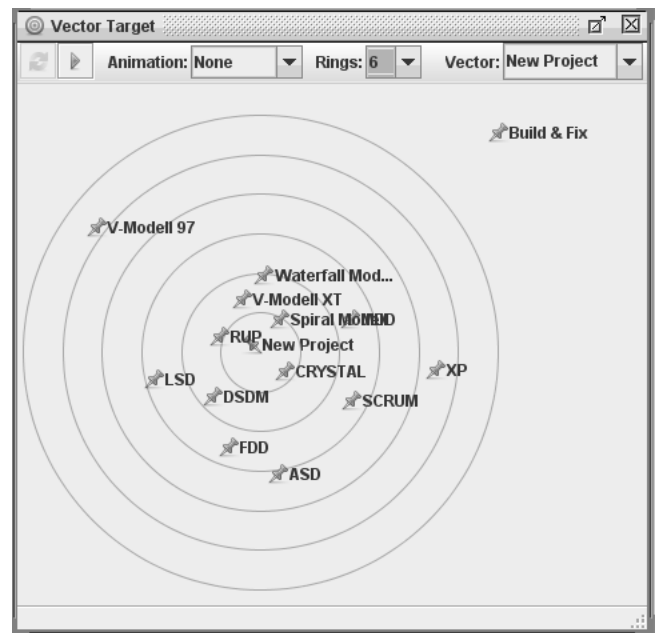 Vector Target
Animation: None Rings: 6 Vector: New Project
Build & Fix
V-Modell 97
Waterfall Mod...
V-Modell XT
Spiral Modell
RUP
New Project
CRYSTAL
XP
LSD
DSDM
SCRUM
FDD
ASD